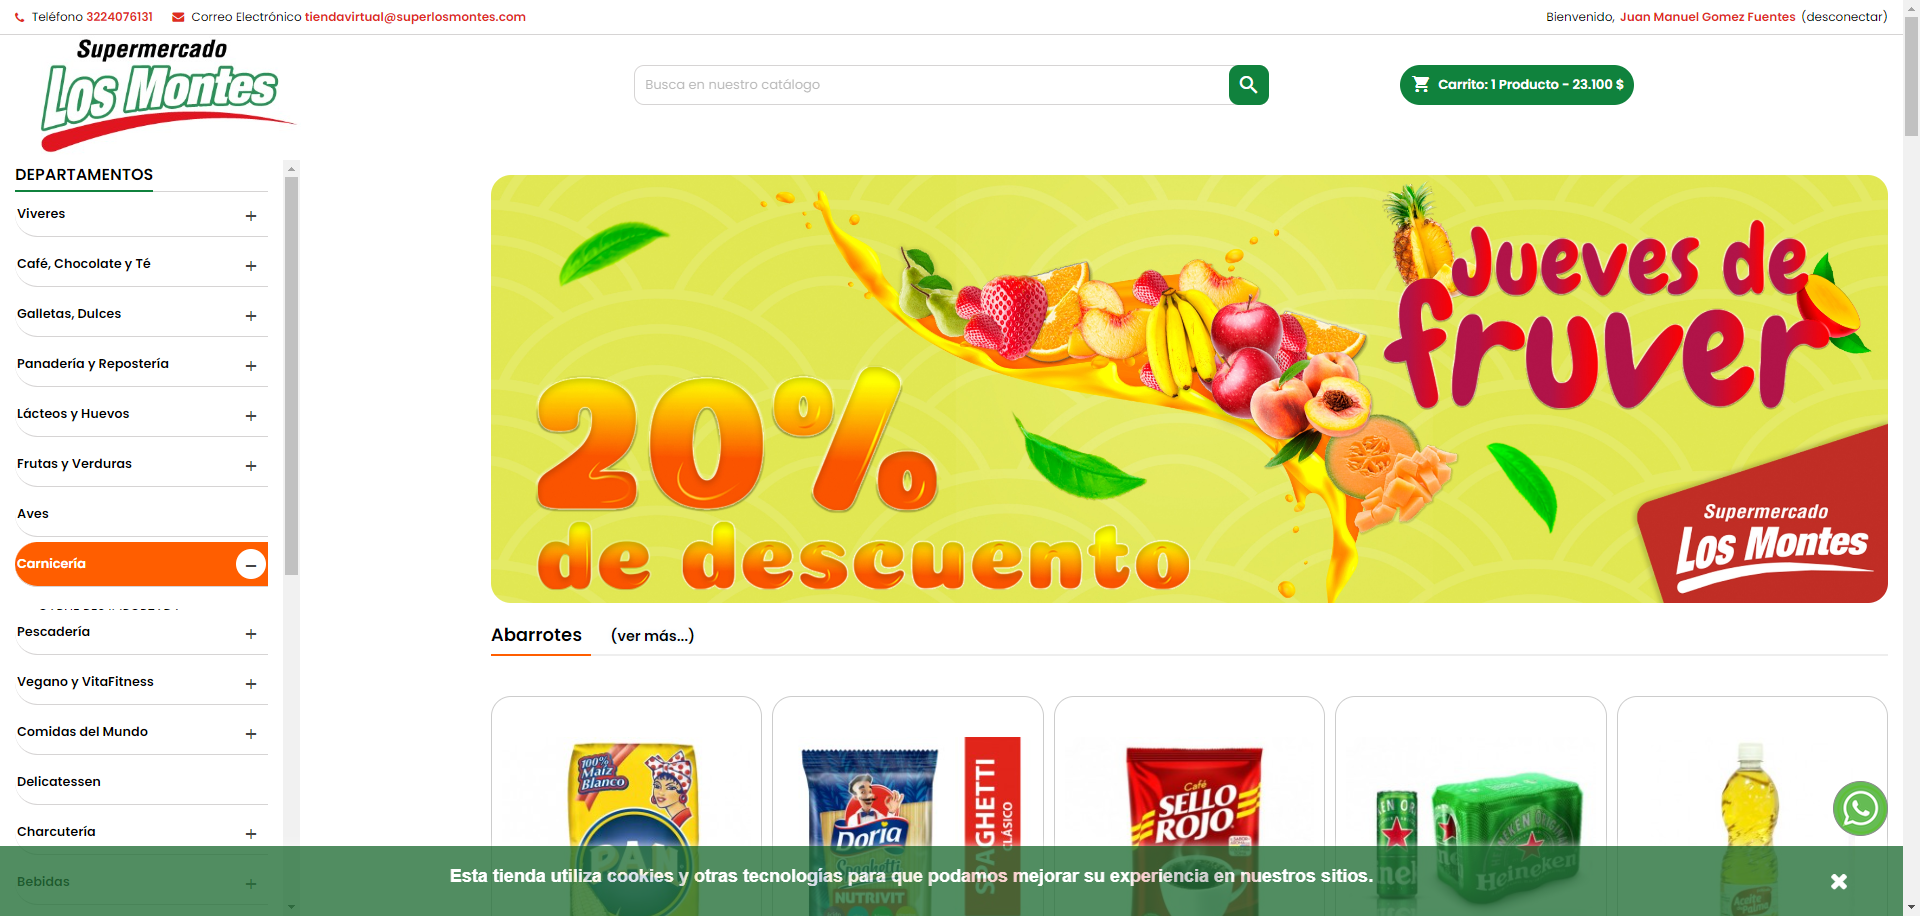 Teléfono 3224076131 Correo Electrónico tiendavirtual@superlosmontes.com
Bienvenido, Juan Manuel Gomez Fuentes (desconectar)
Supermercado
Los Montes
Busca en nuestro catálogo
Carrito: 1 Producto - 23.100 $
DEPARTAMENTOS
Viveres
Café, Chocolate y Té
Galletas, Dulces
Panadería y Repostería
Lácteos y Huevos
Frutas y Verduras
Aves
Carnicería
Pescadería
Vegano y VitaFitness
Comidas del Mundo
Delicatessen
Charcutería
Bebidas
Jueves de
fruver
20%
de descuento
Supermercado
Los Montes
Abarrotes (ver más...)
100%
Maíz
Blanco
PAN
Doria
Spaghetti
NUTRIVIT
SPAGHETTI
CLÁSICO
Café
SELLO
ROJO
Heineken
Esta tienda utiliza cookies y otras tecnologías para que podamos mejorar su experiencia en nuestros sitios.